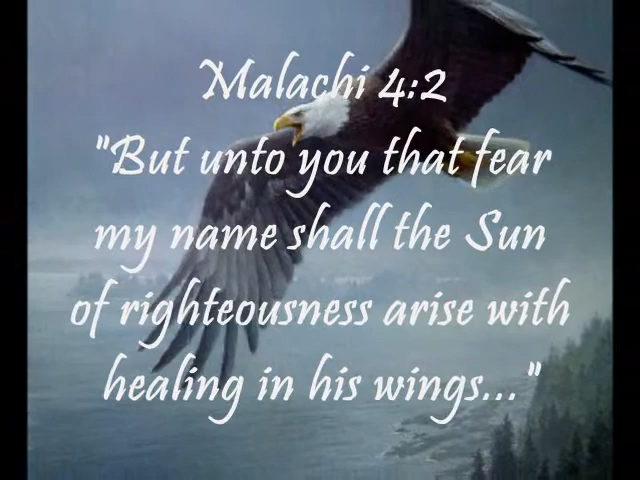 Malachi 4:2
"But unto you that fear
my name shall the Sun
of righteousness arise with
healing in his wings..."